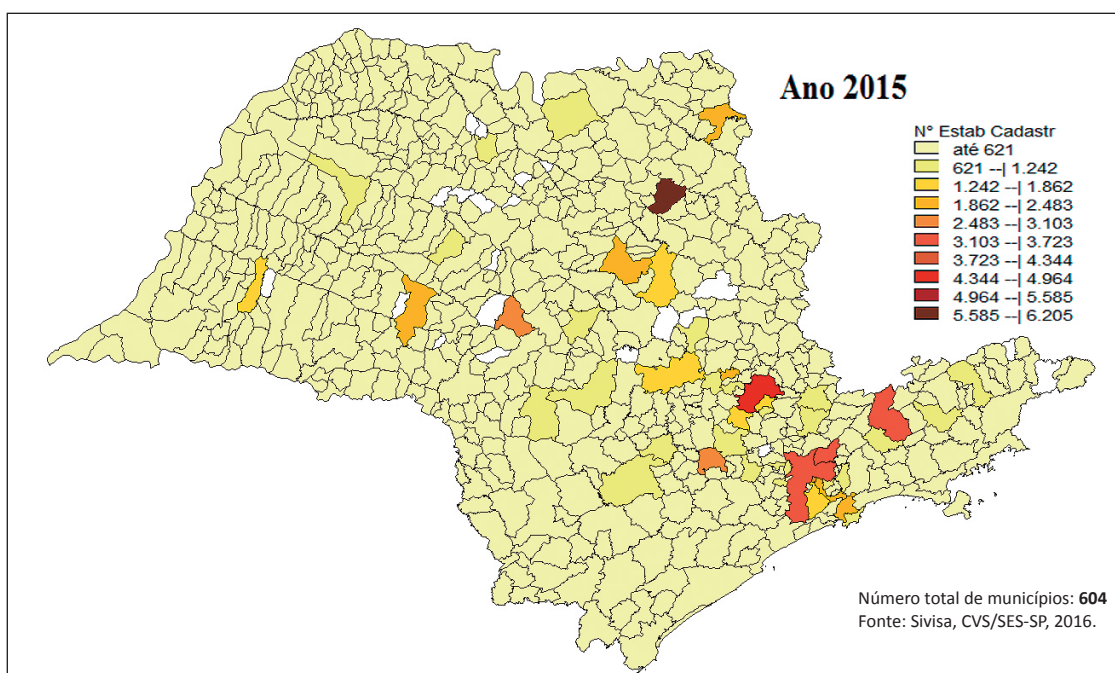 Ano 2015
N° Estab Cadastr
até 621
621 --| 1.242
1.242 --| 1.862
1.862 --| 2.483
2.483 --| 3.103
3.103 --| 3.723
3.723 --| 4.344
4.344 --| 4.964
4.964 --| 5.585
5.585 --| 6.205
Número total de municípios: 604
Fonte: Sivisa, CVS/SES-SP, 2016.